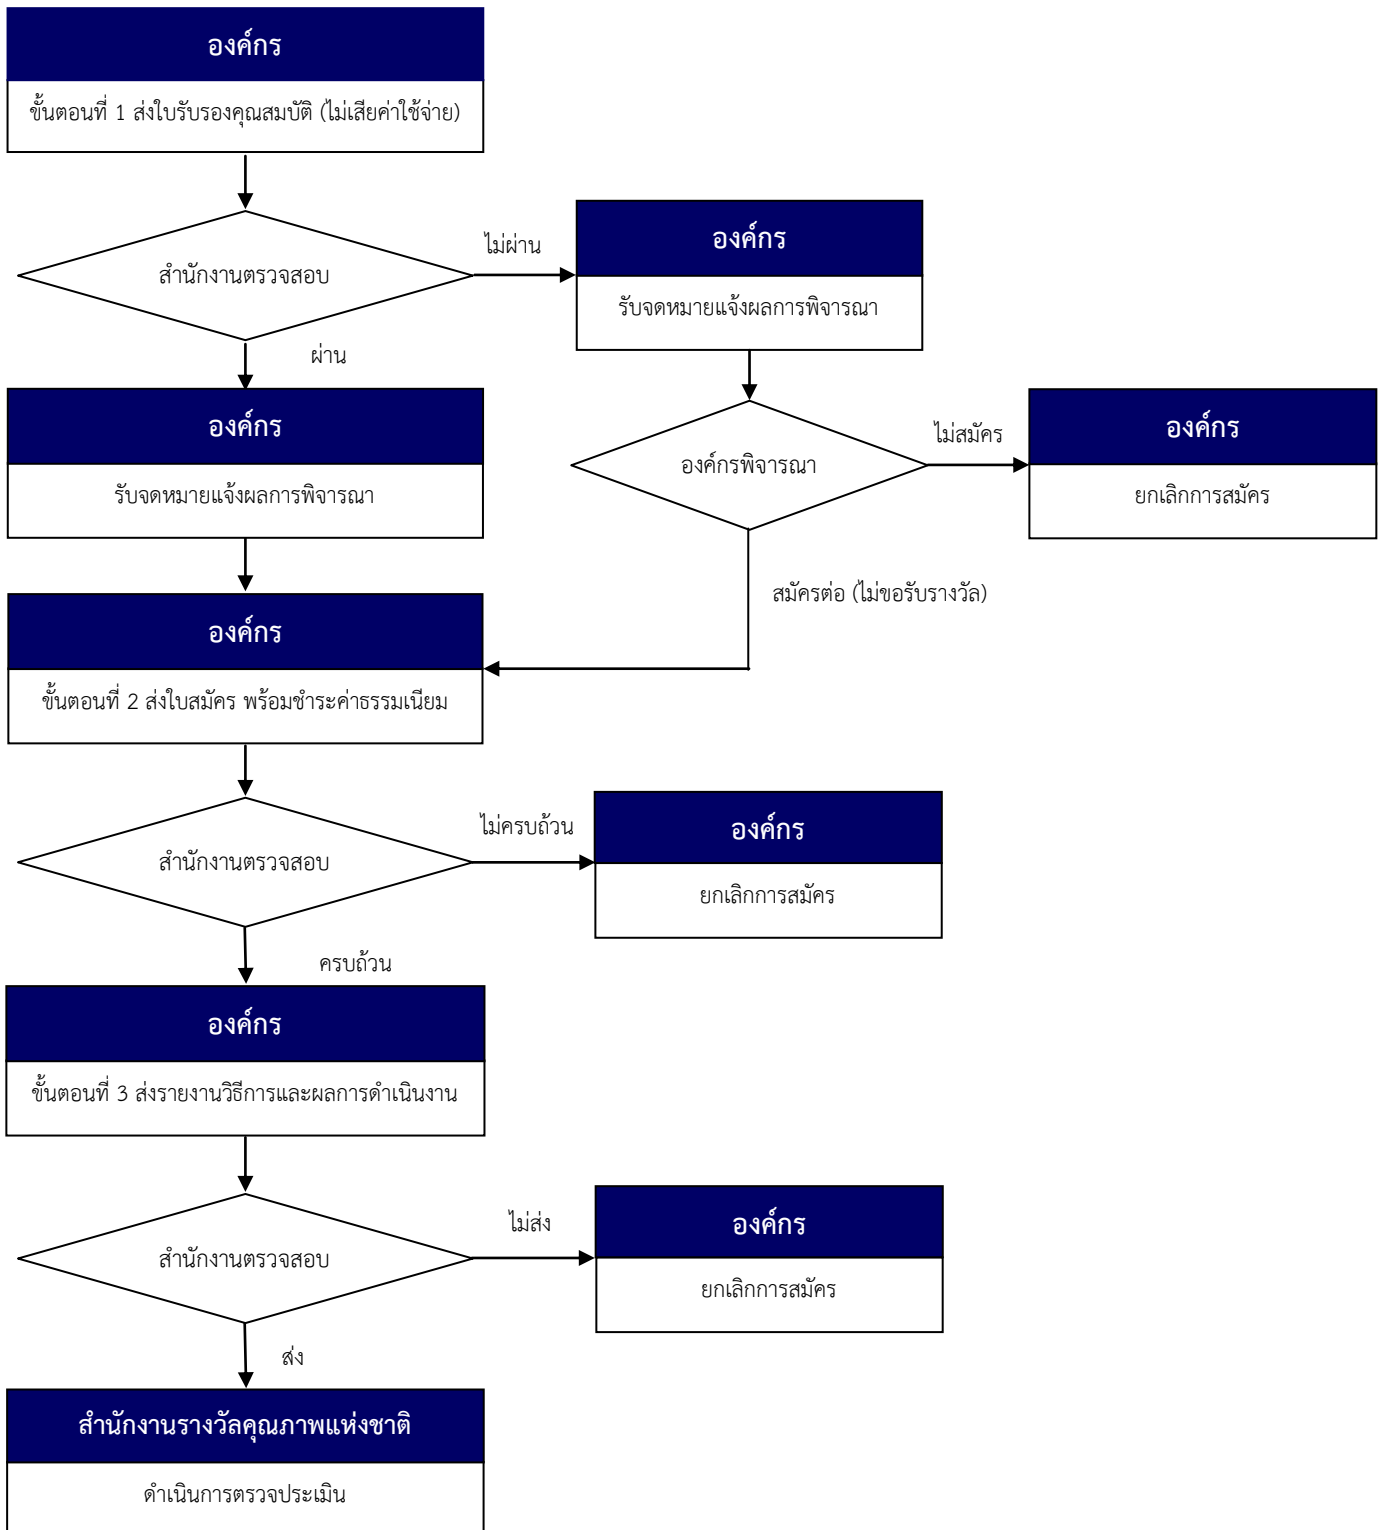 องค์กร
ขั้นตอนที่ 1 ส่งใบรับรองคุณสมบัติ (ไม่เสียค่าใช้จ่าย)
สำนักงานตรวจสอบ
ไม่ผ่าน
องค์กร
รับจดหมายแจ้งผลการพิจารณา
ผ่าน
องค์กร
รับจดหมายแจ้งผลการพิจารณา
องค์กรพิจารณา
ไม่สมัคร
องค์กร
ยกเลิกการสมัคร
สมัครต่อ (ไม่ขอรับรางวัล)
องค์กร
ขั้นตอนที่ 2 ส่งใบสมัคร พร้อมชำระค่าธรรมเนียม
สำนักงานตรวจสอบ
ไม่ครบถ้วน
องค์กร
ยกเลิกการสมัคร
ครบถ้วน
องค์กร
ขั้นตอนที่ 3 ส่งรายงานวิธีการและผลการดำเนินงาน
สำนักงานตรวจสอบ
ไม่ส่ง
องค์กร
ยกเลิกการสมัคร
ส่ง
สำนักงานรางวัลคุณภาพแห่งชาติ
ดำเนินการตรวจประเมิน